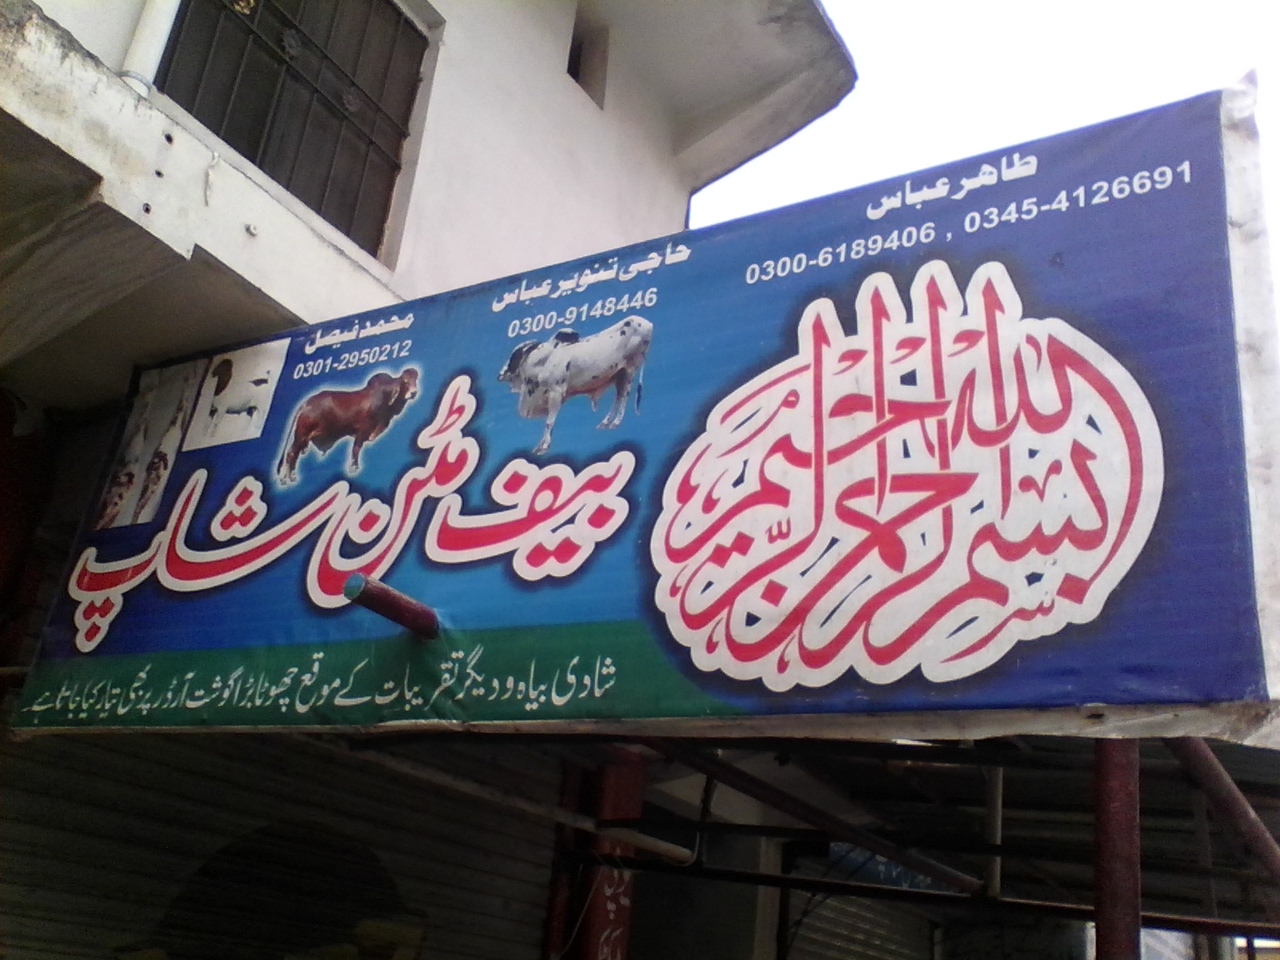 طاہر عباس
0300-6189406 , 0345-4126691
حاجی تنویر عباس
0300-9148446
محمد فیصل
0301-2950212
بسم اللہ الرحمن الرحیم
بیف مٹن شاپ
شادی بیاہ و دیگر تقریبات کے موقع چھوٹا بڑا گوشت آرڈر پر بھی تیار کیا جاتا ہے